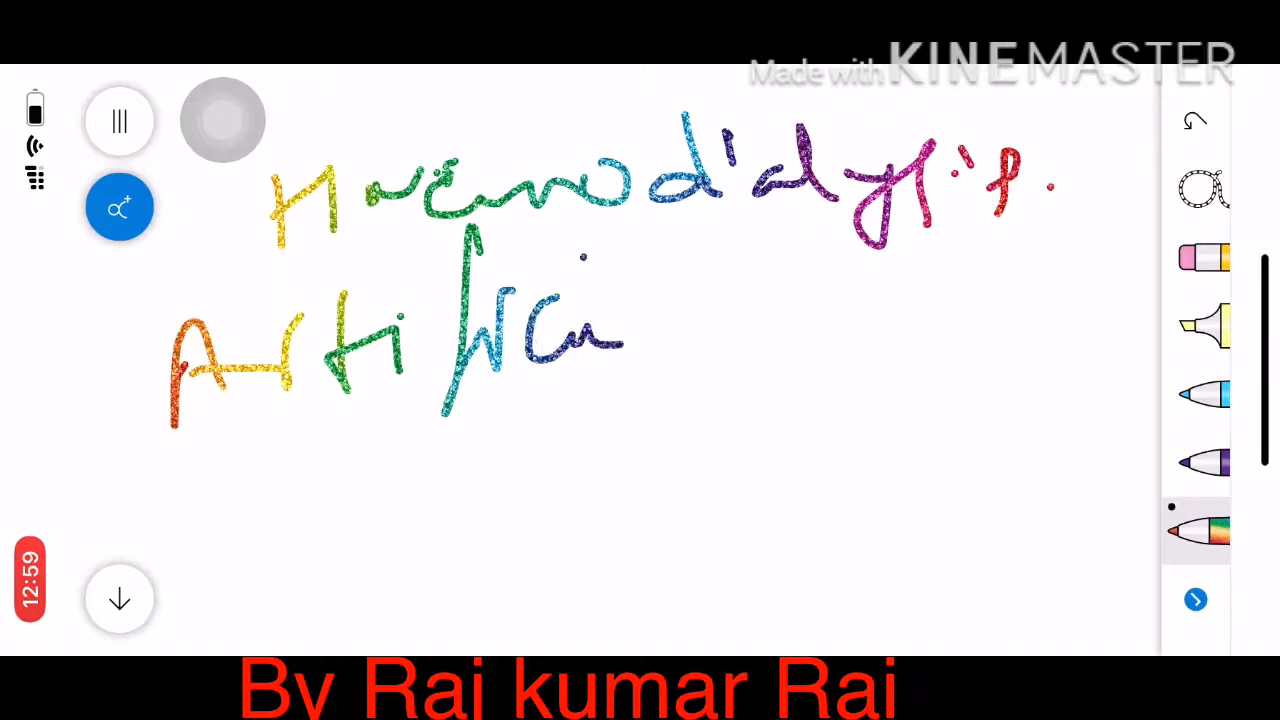 Made with KINEMASTER
Haemodialysis.
Artificia
12:59
By Raj kumar Rai